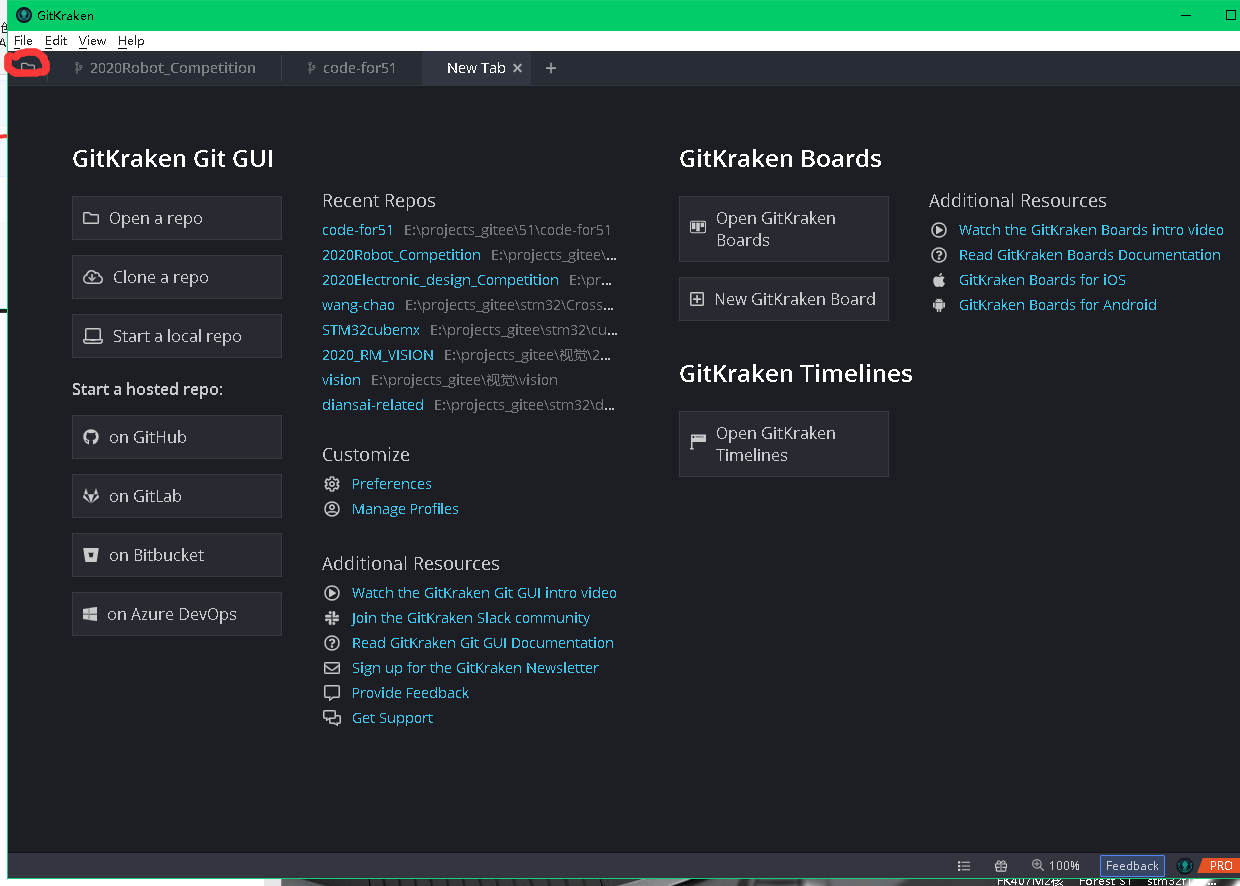 GitKraken
File Edit View Help
2020Robot_Competition code-for51 New Tab
GitKraken Git GUI
Open a repo
Clone a repo
Start a local repo
Start a hosted repo:
on GitHub
on GitLab
on Bitbucket
on Azure DevOps
Recent Repos
code-for51 E:\projects_gitee\51\code-for51
2020Robot_Competition E:\projects_gitee\...
2020Electronic_design_Competition E:\pr...
wang-chao E:\projects_gitee\stm32\Cross...
STM32cubemx E:\projects_gitee\stm32\cu...
2020_RM_VISION E:\projects_gitee\视觉\2...
vision E:\projects_gitee\视觉\vision
diansai-related E:\projects_gitee\stm32\d...
Customize
Preferences
Manage Profiles
Additional Resources
Watch the GitKraken Git GUI intro video
Join the GitKraken Slack community
Read GitKraken Git GUI Documentation
Sign up for the GitKraken Newsletter
Provide Feedback
Get Support
GitKraken Boards
Open GitKraken
Boards
New GitKraken Board
Additional Resources
Watch the GitKraken Boards intro video
Read GitKraken Boards Documentation
GitKraken Boards for iOS
GitKraken Boards for Android
GitKraken Timelines
Open GitKraken
Timelines
100% Feedback PRO